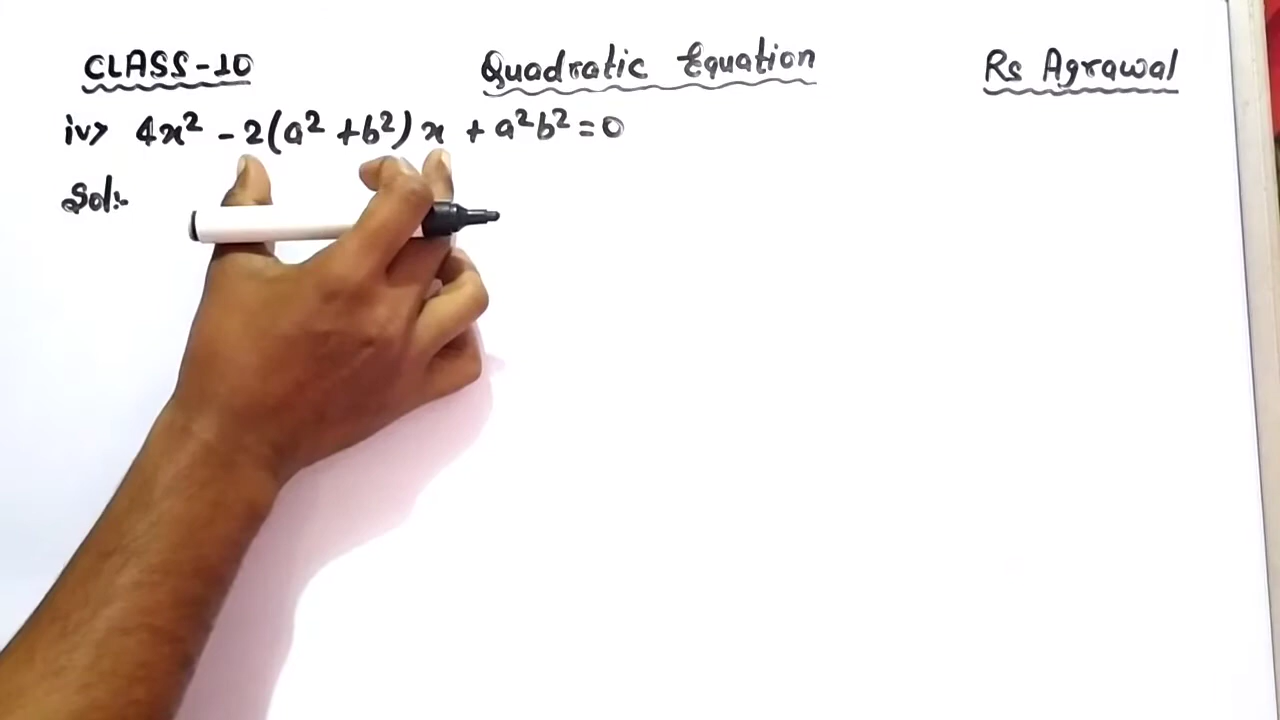 CLASS-10 Quadratic Equation Rs Agrawal
iv> 4x² - 2(a² + b²) x + a²b² = 0
Sol:-